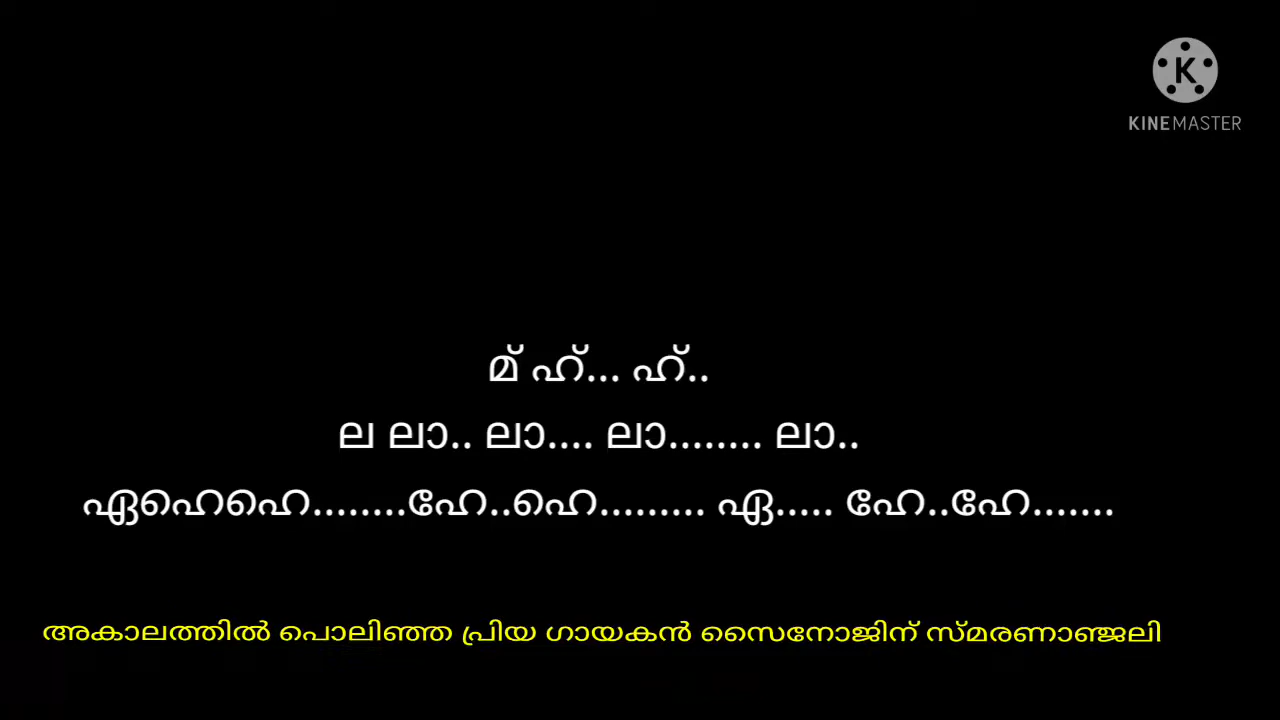 K
KINEMASTER
മ് ഹ്... ഹ്..
ല ലാ.. ലാ.... ലാ........ ലാ..
ഏഹെഹെ........ഹേ..ഹെ......... ഏ..... ഹേ..ഹേ.......
അകാലത്തിൽ പൊലിഞ്ഞ പ്രിയ ഗായകൻ സൈനോജിന് സ്മരണാഞ്ജലി